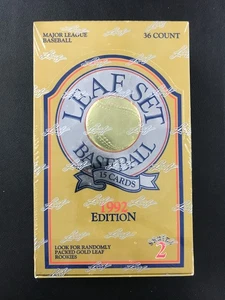 MAJOR LEAGUE
BASEBALL
36 COUNT
LEAF SET
BASEBALL
15 CARDS
1992
EDITION
LOOK FOR RANDOMLY
PACKED GOLD LEAF
ROOKIES
SERIES
2